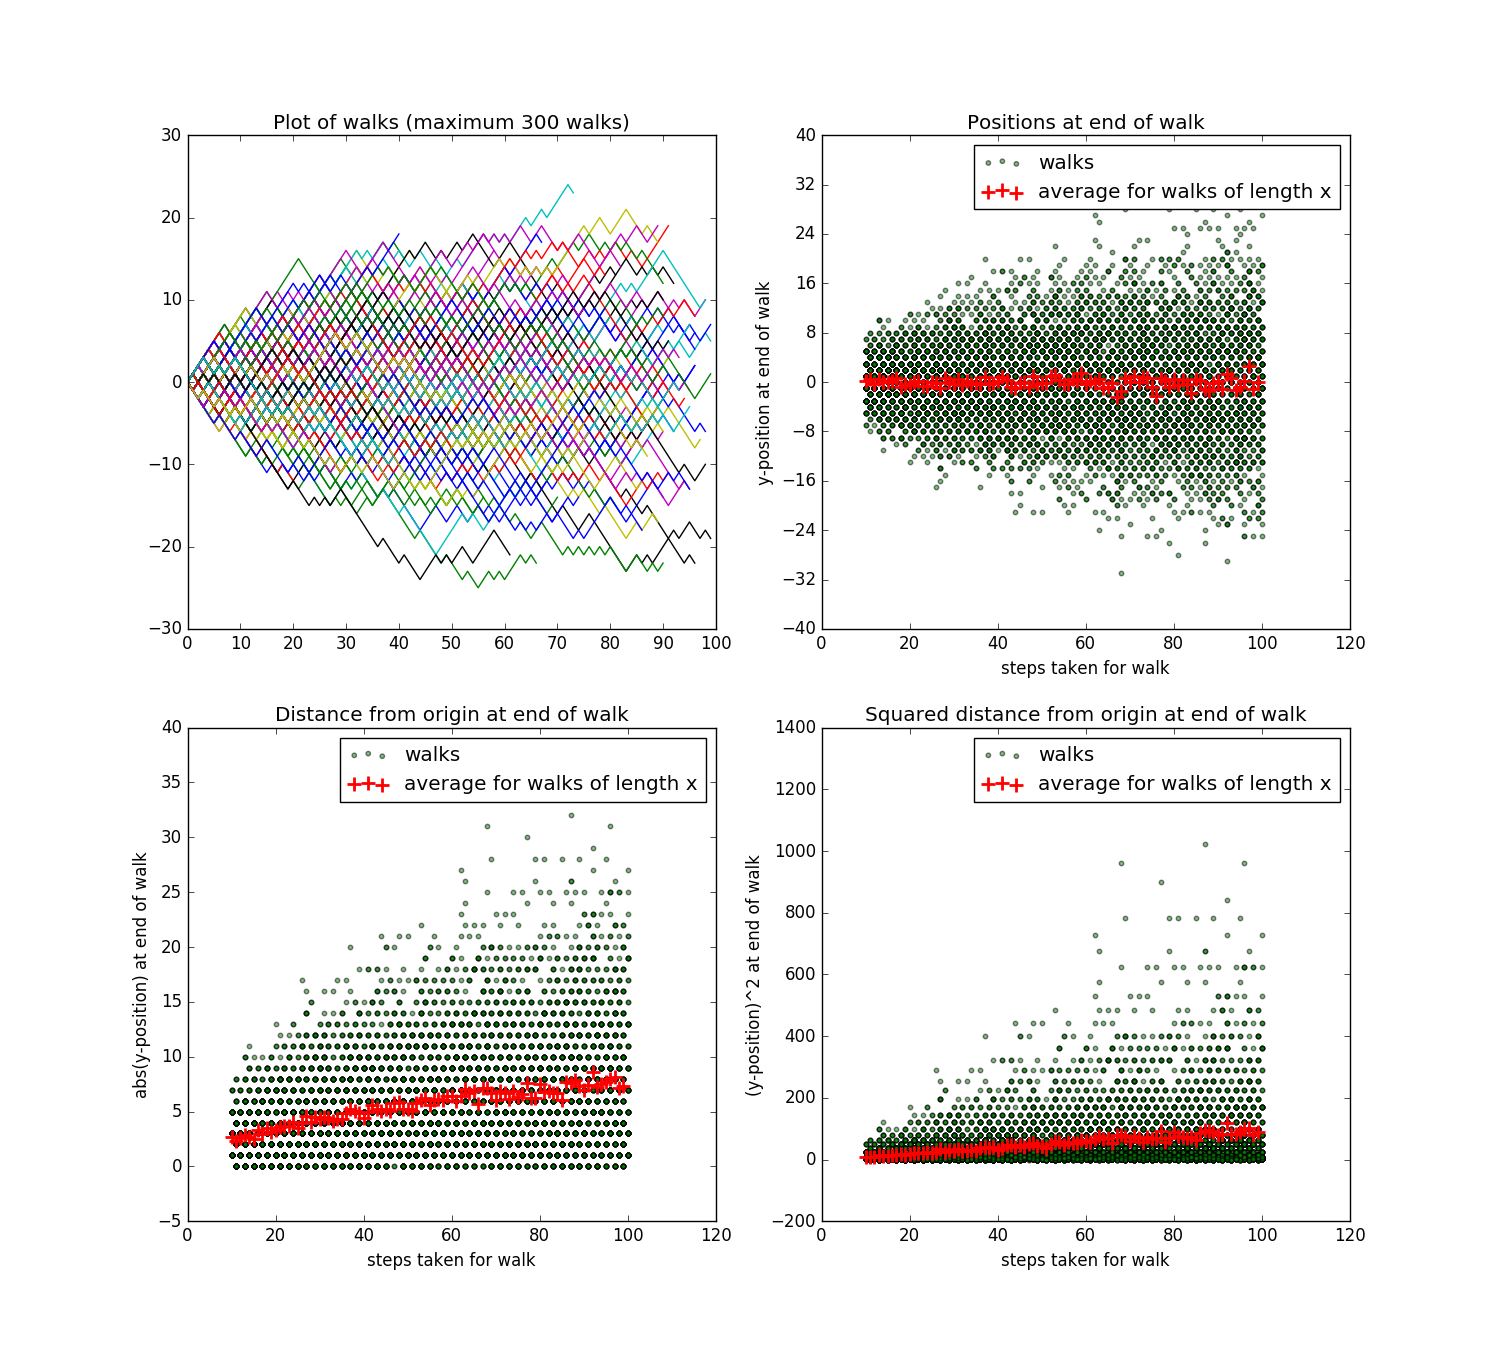 Plot of walks (maximum 300 walks)
30
20
10
0
−10
−20
−30
0 10 20 30 40 50 60 70 80 90 100
Positions at end of walk
walks
average for walks of length x
y-position at end of walk
40
32
24
16
8
0
−8
−16
−24
−32
−40
0 20 40 60 80 100 120
steps taken for walk
Distance from origin at end of walk
walks
average for walks of length x
abs(y-position) at end of walk
40
35
30
25
20
15
10
5
0
−5
0 20 40 60 80 100 120
steps taken for walk
Squared distance from origin at end of walk
walks
average for walks of length x
(y-position)^2 at end of walk
1400
1200
1000
800
600
400
200
0
−200
0 20 40 60 80 100 120
steps taken for walk